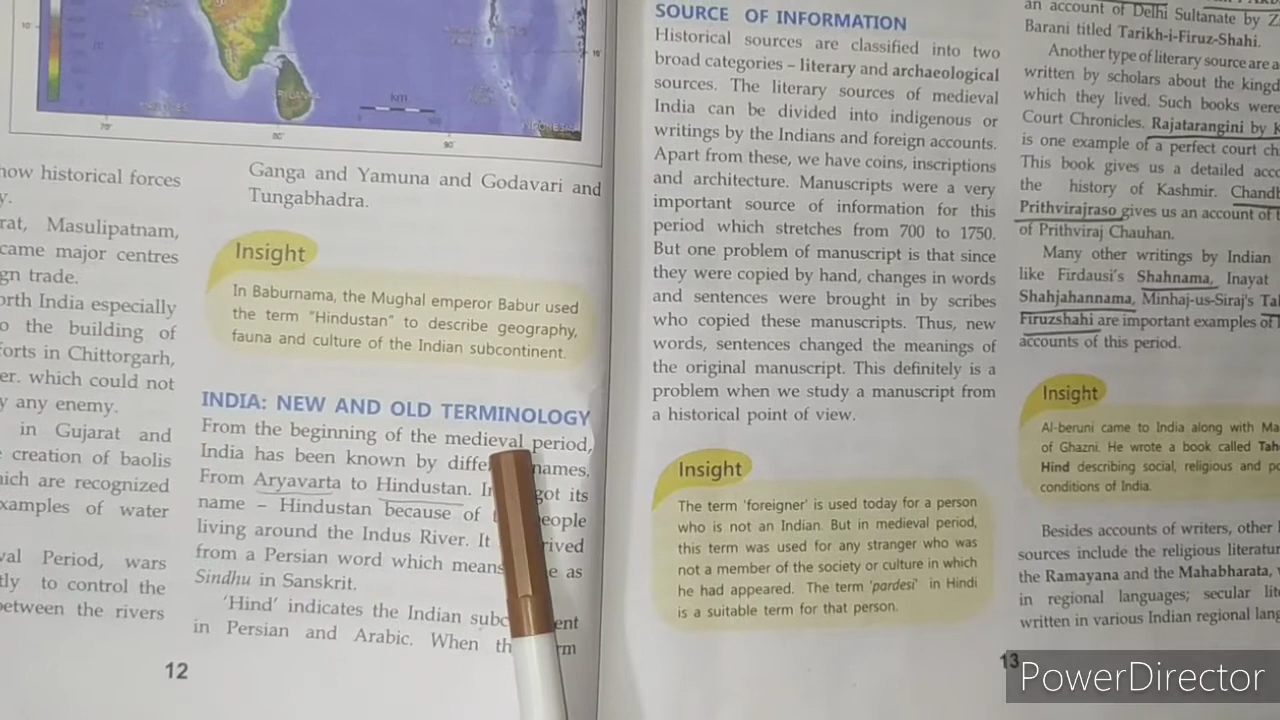 how historical forces
y.
rat, Masulipatnam,
came major centres
gn trade.
orth India especially
o the building of
forts in Chittorgarh,
er. which could not
y any enemy.
in Gujarat and
creation of baolis
ich are recognized
xamples of water
val Period, wars
tly to control the
between the rivers
12
10°
75°
80°
90°
km
Ganga and Yamuna and Godavari and
Tungabhadra.
Insight
In Baburnama, the Mughal emperor Babur used
the term "Hindustan" to describe geography,
fauna and culture of the Indian subcontinent.
INDIA: NEW AND OLD TERMINOLOGY
From the beginning of the medieval period,
India has been known by diffe names.
From Aryavarta to Hindustan. I got its
name – Hindustan because of t eople
living around the Indus River. It rived
from a Persian word which means e as
Sindhu in Sanskrit.
'Hind' indicates the Indian subc ent
in Persian and Arabic. When th rm
SOURCE OF INFORMATION
Historical sources are classified into two
broad categories – literary and archaeological
sources. The literary sources of medieval
India can be divided into indigenous or
writings by the Indians and foreign accounts.
Apart from these, we have coins, inscriptions
and architecture. Manuscripts were a very
important source of information for this
period which stretches from 700 to 1750.
But one problem of manuscript is that since
they were copied by hand, changes in words
and sentences were brought in by scribes
who copied these manuscripts. Thus, new
words, sentences changed the meanings of
the original manuscript. This definitely is a
problem when we study a manuscript from
a historical point of view.
Insight
The term 'foreigner' is used today for a person
who is not an Indian. But in medieval period,
this term was used for any stranger who was
not a member of the society or culture in which
he had appeared. The term 'pardesi' in Hindi
is a suitable term for that person.
an account of Delhi Sultanate by Z
Barani titled Tarikh-i-Firuz-Shahi.
Another type of literary source are a
written by scholars about the kingd
which they lived. Such books were
Court Chronicles. Rajatarangini by
is one example of a perfect court ch
This book gives us a detailed acco
the history of Kashmir. Chandb
Prithvirajraso gives us an account of t
of Prithviraj Chauhan.
Many other writings by Indian
like Firdausi's Shahnama, Inayat
Shahjahannama, Minhaj-us-Siraj's Ta
Firuzshahi are important examples of
accounts of this period.
Insight
Al-beruni came to India along with Ma
of Ghazni. He wrote a book called Tah
Hind describing social, religious and po
conditions of India.
Besides accounts of writers, other
sources include the religious literatur
the Ramayana and the Mahabharata,
in regional languages; secular lite
written in various Indian regional lang
13
PowerDirector